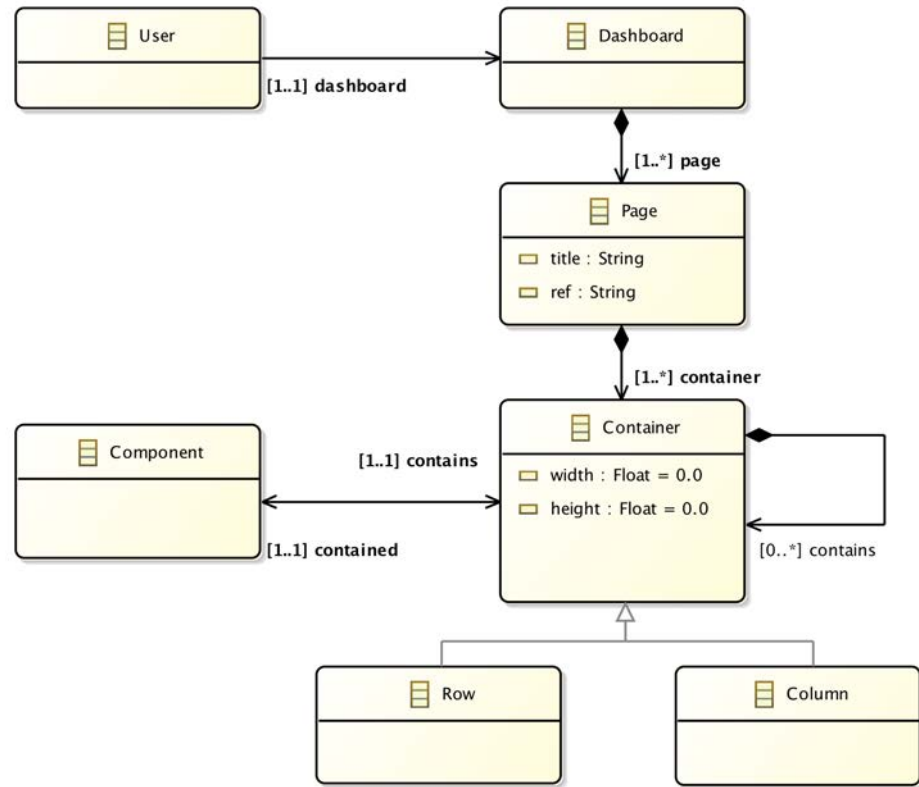 User
Dashboard
[1..1] dashboard
[1..*] page
Page
title : String
ref : String
[1..*] container
Container
Component
[1..1] contains
width : Float = 0.0
height : Float = 0.0
[1..1] contained
[0..*] contains
Row
Column